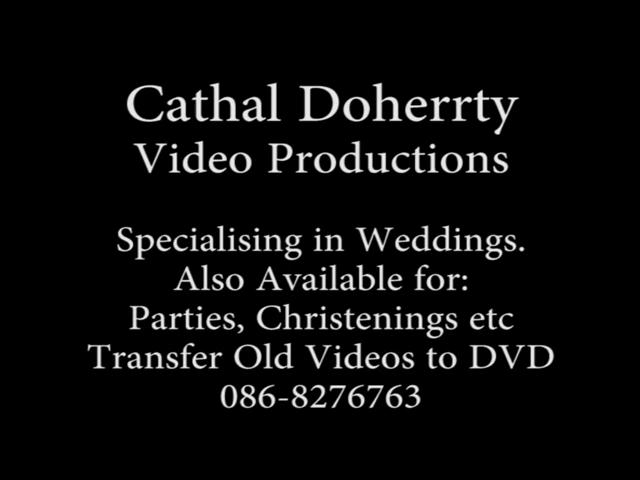 Cathal Doherrty
Video Productions
Specialising in Weddings.
Also Available for:
Parties, Christenings etc
Transfer Old Videos to DVD
086-8276763